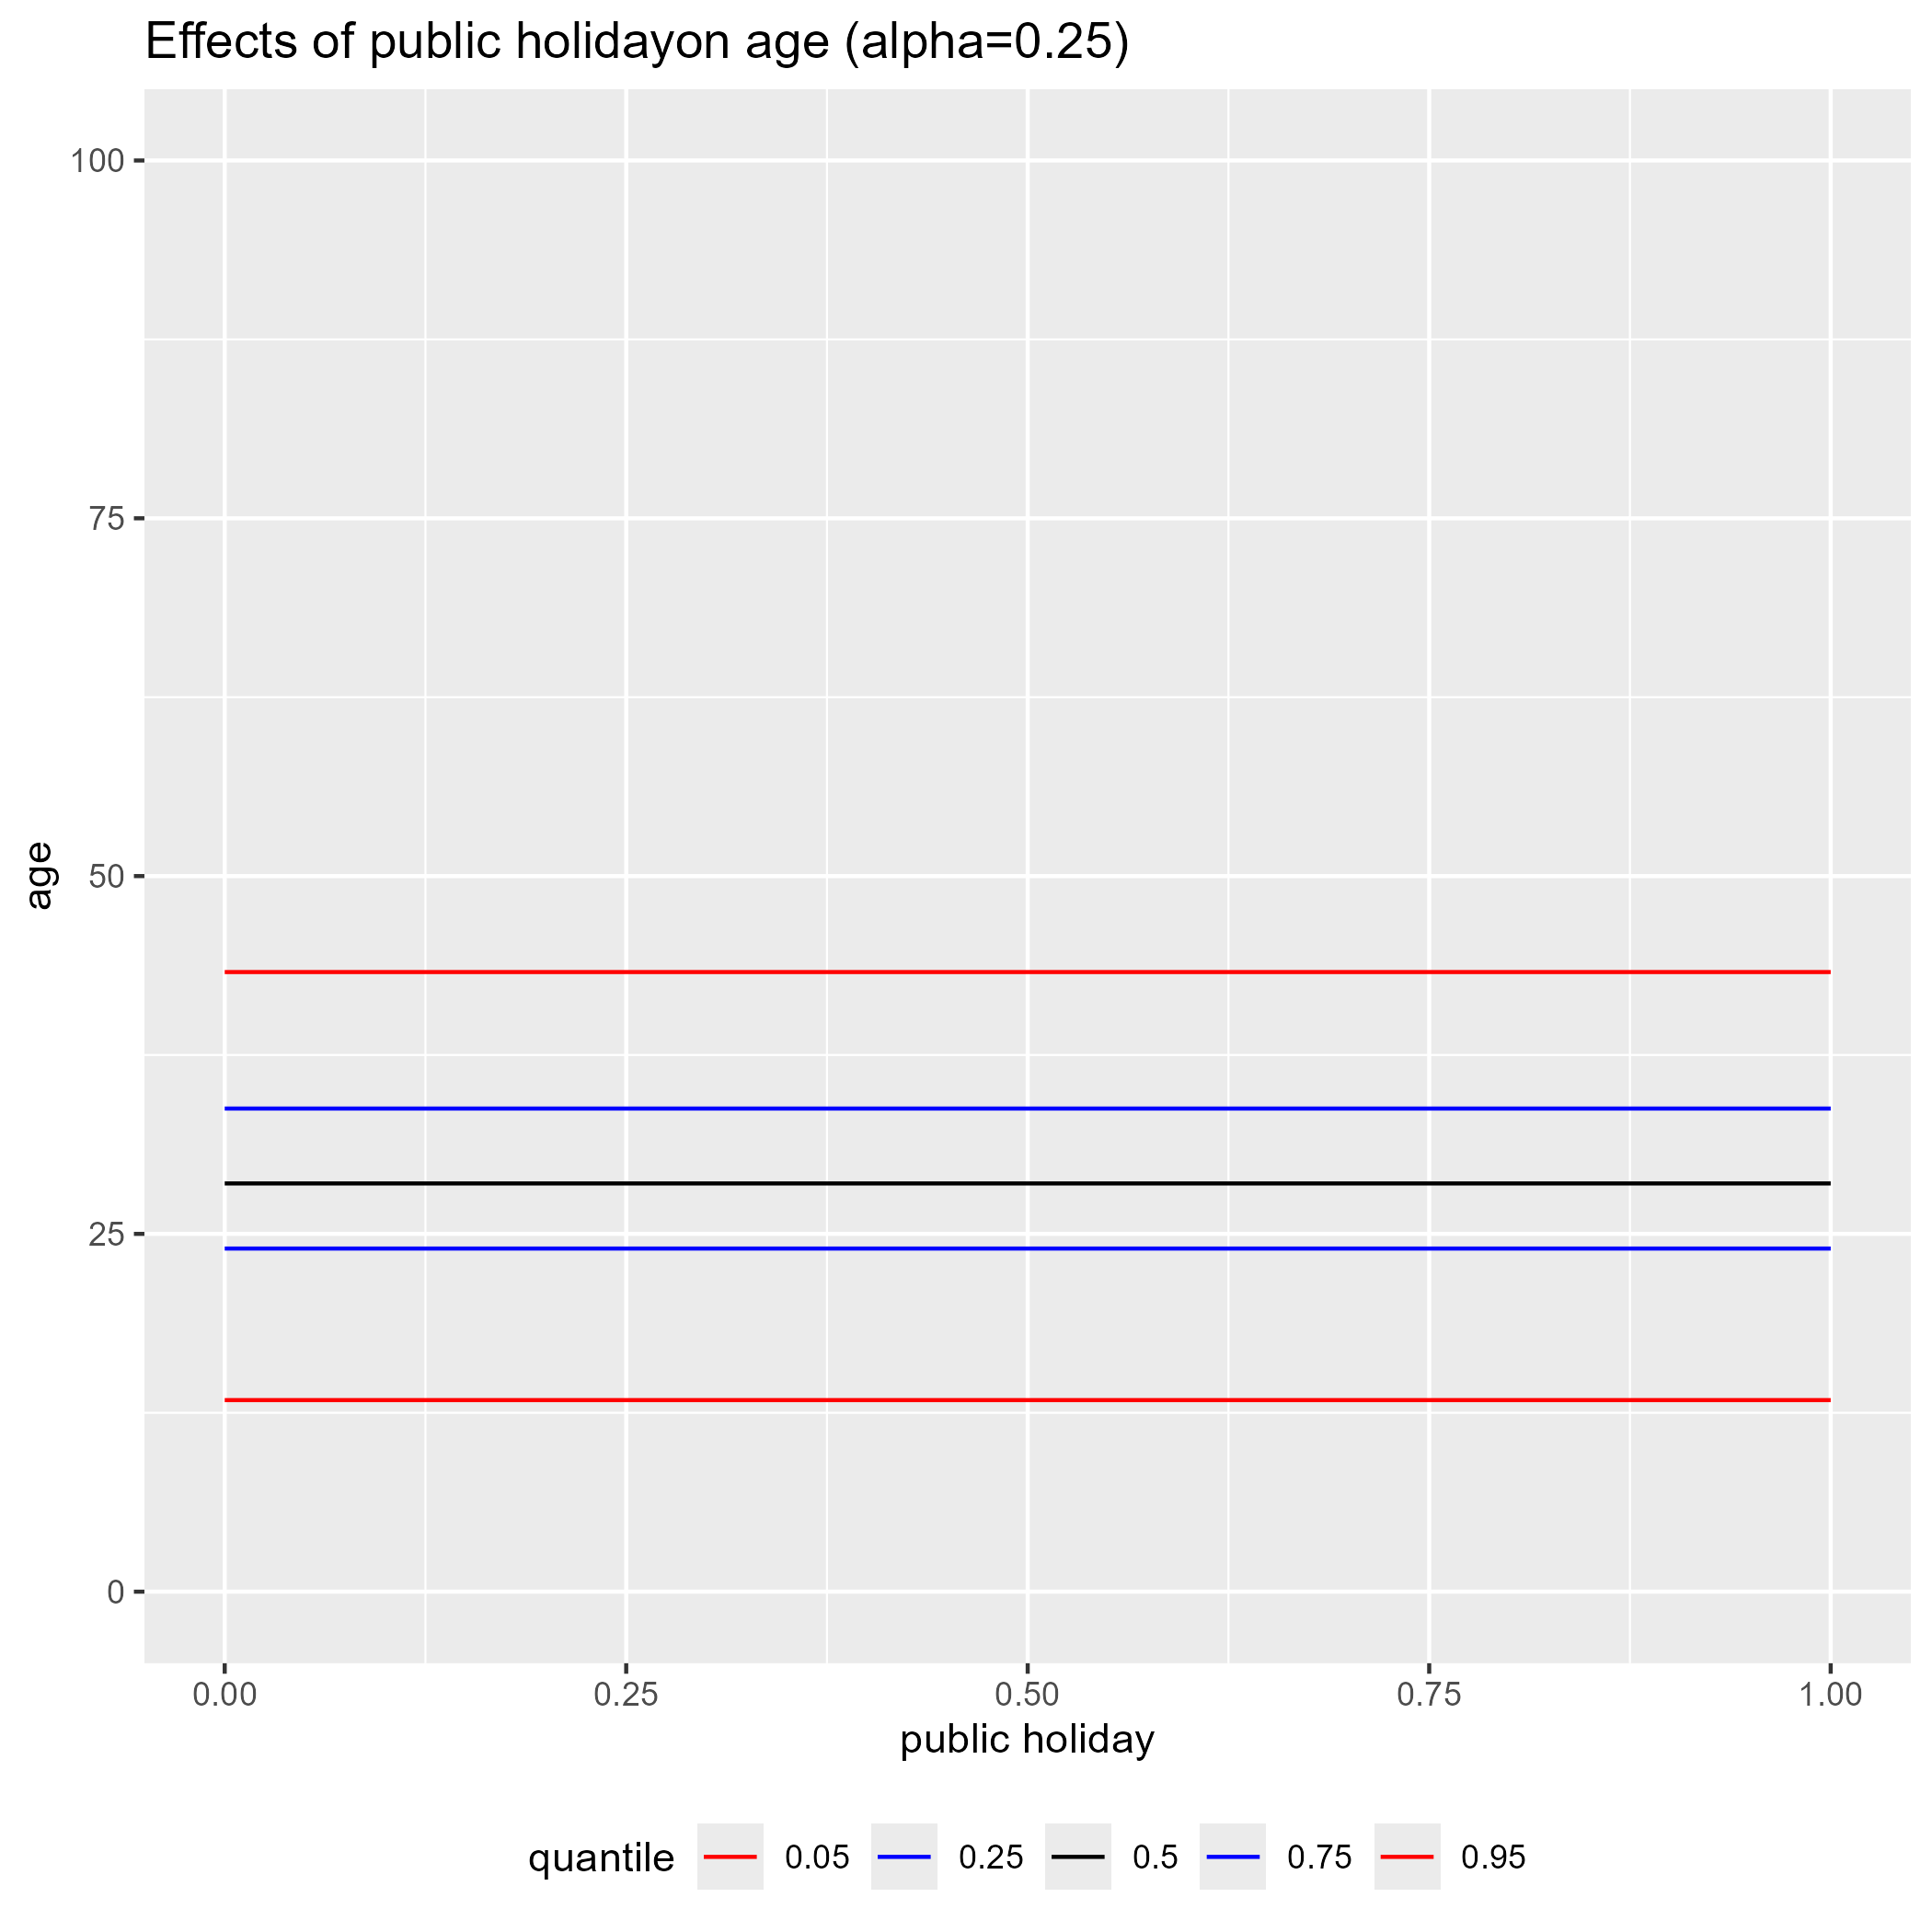 Effects of public holidayon age (alpha=0.25)
100
75
50
25
0
age
0.00 0.25 0.50 0.75 1.00
public holiday
quantile 0.05 0.25 0.5 0.75 0.95